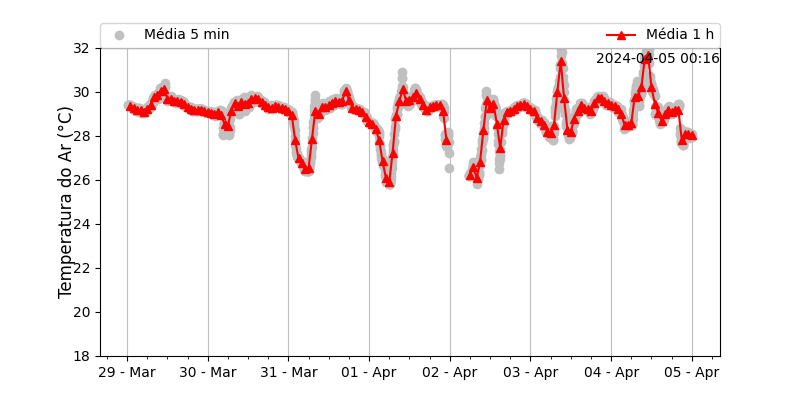 Média 5 min
Média 1 h
2024-04-05 00:16
Temperatura do Ar (°C)
32
30
28
26
24
22
20
18
29 - Mar
30 - Mar
31 - Mar
01 - Apr
02 - Apr
03 - Apr
04 - Apr
05 - Apr